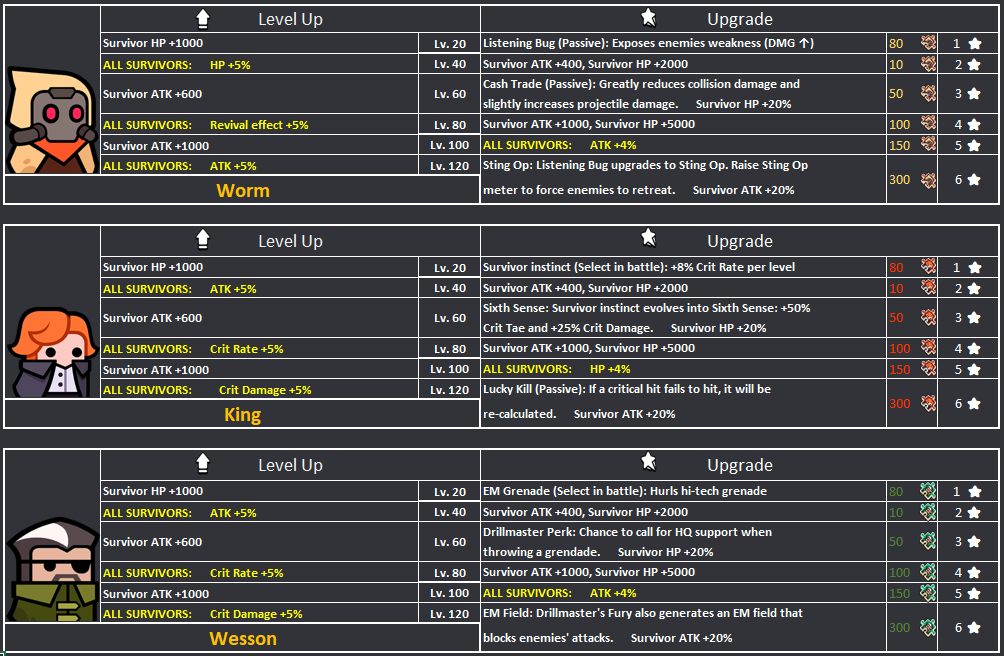 Level Up Upgrade
Survivor HP +1000 Lv. 20 Listening Bug (Passive): Exposes enemies weakness (DMG ↑) 80 1
ALL SURVIVORS: HP +5% Lv. 40 Survivor ATK +400, Survivor HP +2000 10 2
Survivor ATK +600 Lv. 60 Cash Trade (Passive): Greatly reduces collision damage and
slightly increases projectile damage. Survivor HP +20% 50 3
ALL SURVIVORS: Revival effect +5% Lv. 80 Survivor ATK +1000, Survivor HP +5000 100 4
Survivor ATK +1000 Lv. 100 ALL SURVIVORS: ATK +4% 150 5
ALL SURVIVORS: ATK +5% Lv. 120 Sting Op: Listening Bug upgrades to Sting Op. Raise Sting Op
meter to force enemies to retreat. Survivor ATK +20% 300 6
Worm
Level Up Upgrade
Survivor HP +1000 Lv. 20 Survivor instinct (Select in battle): +8% Crit Rate per level 80 1
ALL SURVIVORS: ATK +5% Lv. 40 Survivor ATK +400, Survivor HP +2000 10 2
Survivor ATK +600 Lv. 60 Sixth Sense: Survivor instinct evolves into Sixth Sense: +50%
Crit Tae and +25% Crit Damage. Survivor HP +20% 50 3
ALL SURVIVORS: Crit Rate +5% Lv. 80 Survivor ATK +1000, Survivor HP +5000 100 4
Survivor ATK +1000 Lv. 100 ALL SURVIVORS: HP +4% 150 5
ALL SURVIVORS: Crit Damage +5% Lv. 120 Lucky Kill (Passive): If a critical hit fails to hit, it will be
re-calculated. Survivor ATK +20% 300 6
King
Level Up Upgrade
Survivor HP +1000 Lv. 20 EM Grenade (Select in battle): Hurls hi-tech grenade 80 1
ALL SURVIVORS: ATK +5% Lv. 40 Survivor ATK +400, Survivor HP +2000 10 2
Survivor ATK +600 Lv. 60 Drillmaster Perk: Chance to call for HQ support when
throwing a grendade. Survivor HP +20% 50 3
ALL SURVIVORS: Crit Rate +5% Lv. 80 Survivor ATK +1000, Survivor HP +5000 100 4
Survivor ATK +1000 Lv. 100 ALL SURVIVORS: ATK +4% 150 5
ALL SURVIVORS: Crit Damage +5% Lv. 120 EM Field: Drillmaster's Fury also generates an EM field that
blocks enemies' attacks. Survivor ATK +20% 300 6
Wesson